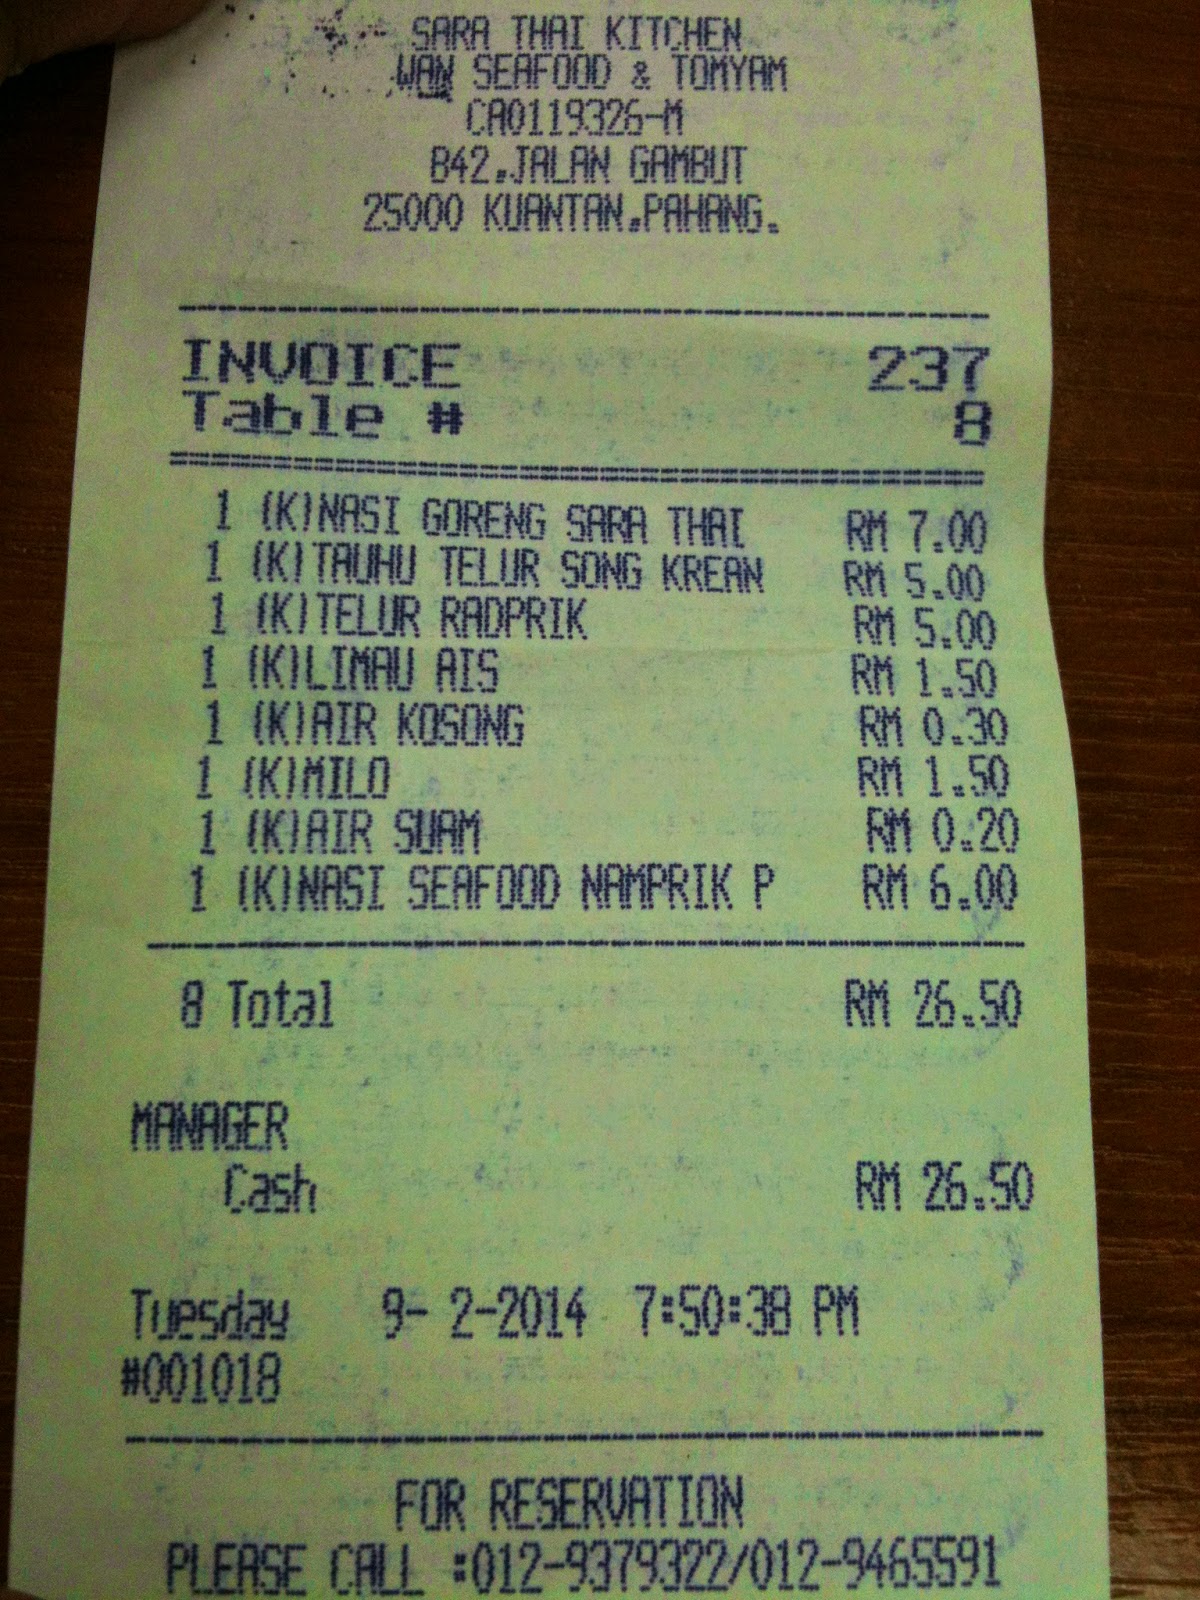 SARA THAI KITCHEN
WAN SEAFOOD & TOMYAM
CA0119326-M
B42.JALAN GAMBUT
25000 KUANTAN.PAHANG.
INVOICE 237
Table # 8
1 (K)NASI GORENG SARA THAI RM 7.00
1 (K)TAUHU TELUR SONG KREAN RM 5.00
1 (K)TELUR RADPRIK RM 5.00
1 (K)LIMAU AIS RM 1.50
1 (K)AIR KOSONG RM 0.30
1 (K)MILO RM 1.50
1 (K)AIR SUAM RM 0.20
1 (K)NASI SEAFOOD NAMPRIK P RM 6.00
8 Total RM 26.50
MANAGER
Cash RM 26.50
Tuesday 9- 2-2014 7:50:38 PM
#001018
FOR RESERVATION
PLEASE CALL :012-9379322/012-9465591